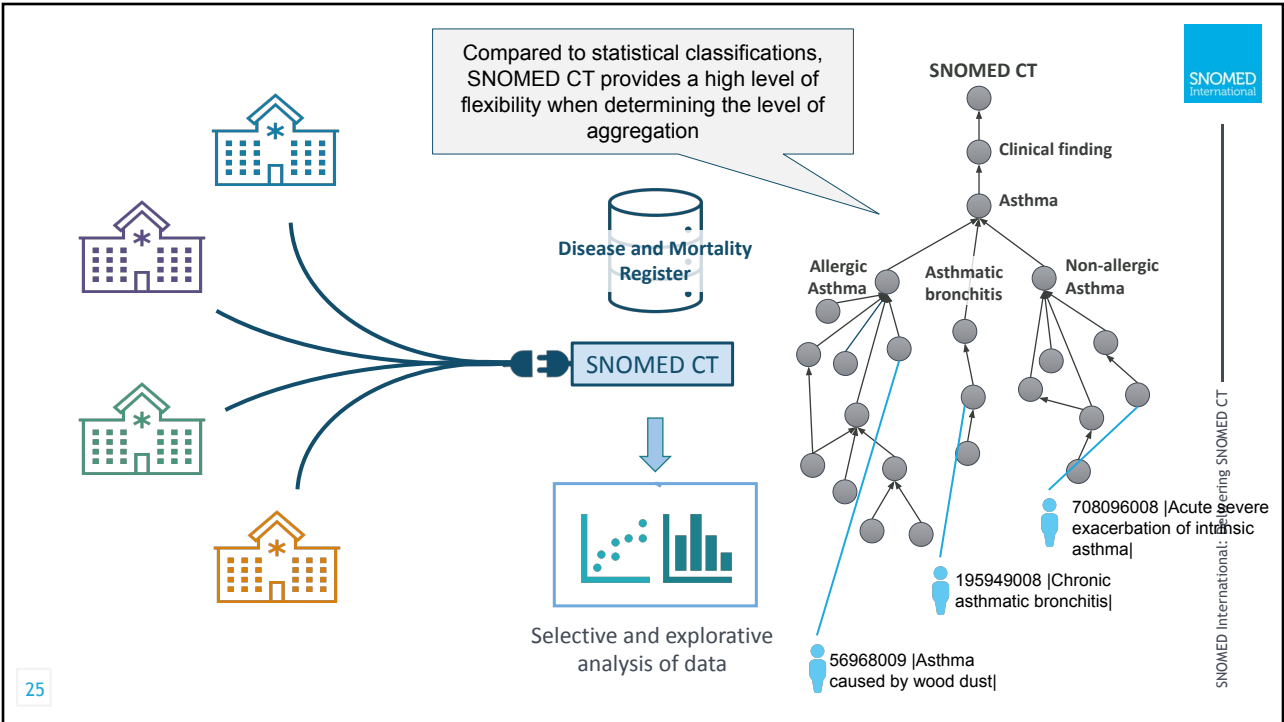 Compared to statistical classifications,
SNOMED CT provides a high level of
flexibility when determining the level of
aggregation
SNOMED CT
SNOMED
International
Clinical finding
Asthma
Disease and Mortality
Register
Allergic
Asthma
Asthmatic
bronchitis
Non-allergic
Asthma
SNOMED CT
708096008 |Acute severe
exacerbation of intrinsic
asthma|
195949008 |Chronic
asthmatic bronchitis|
56968009 |Asthma
caused by wood dust|
Selective and explorative
analysis of data
SNOMED International: Delivering SNOMED CT
25